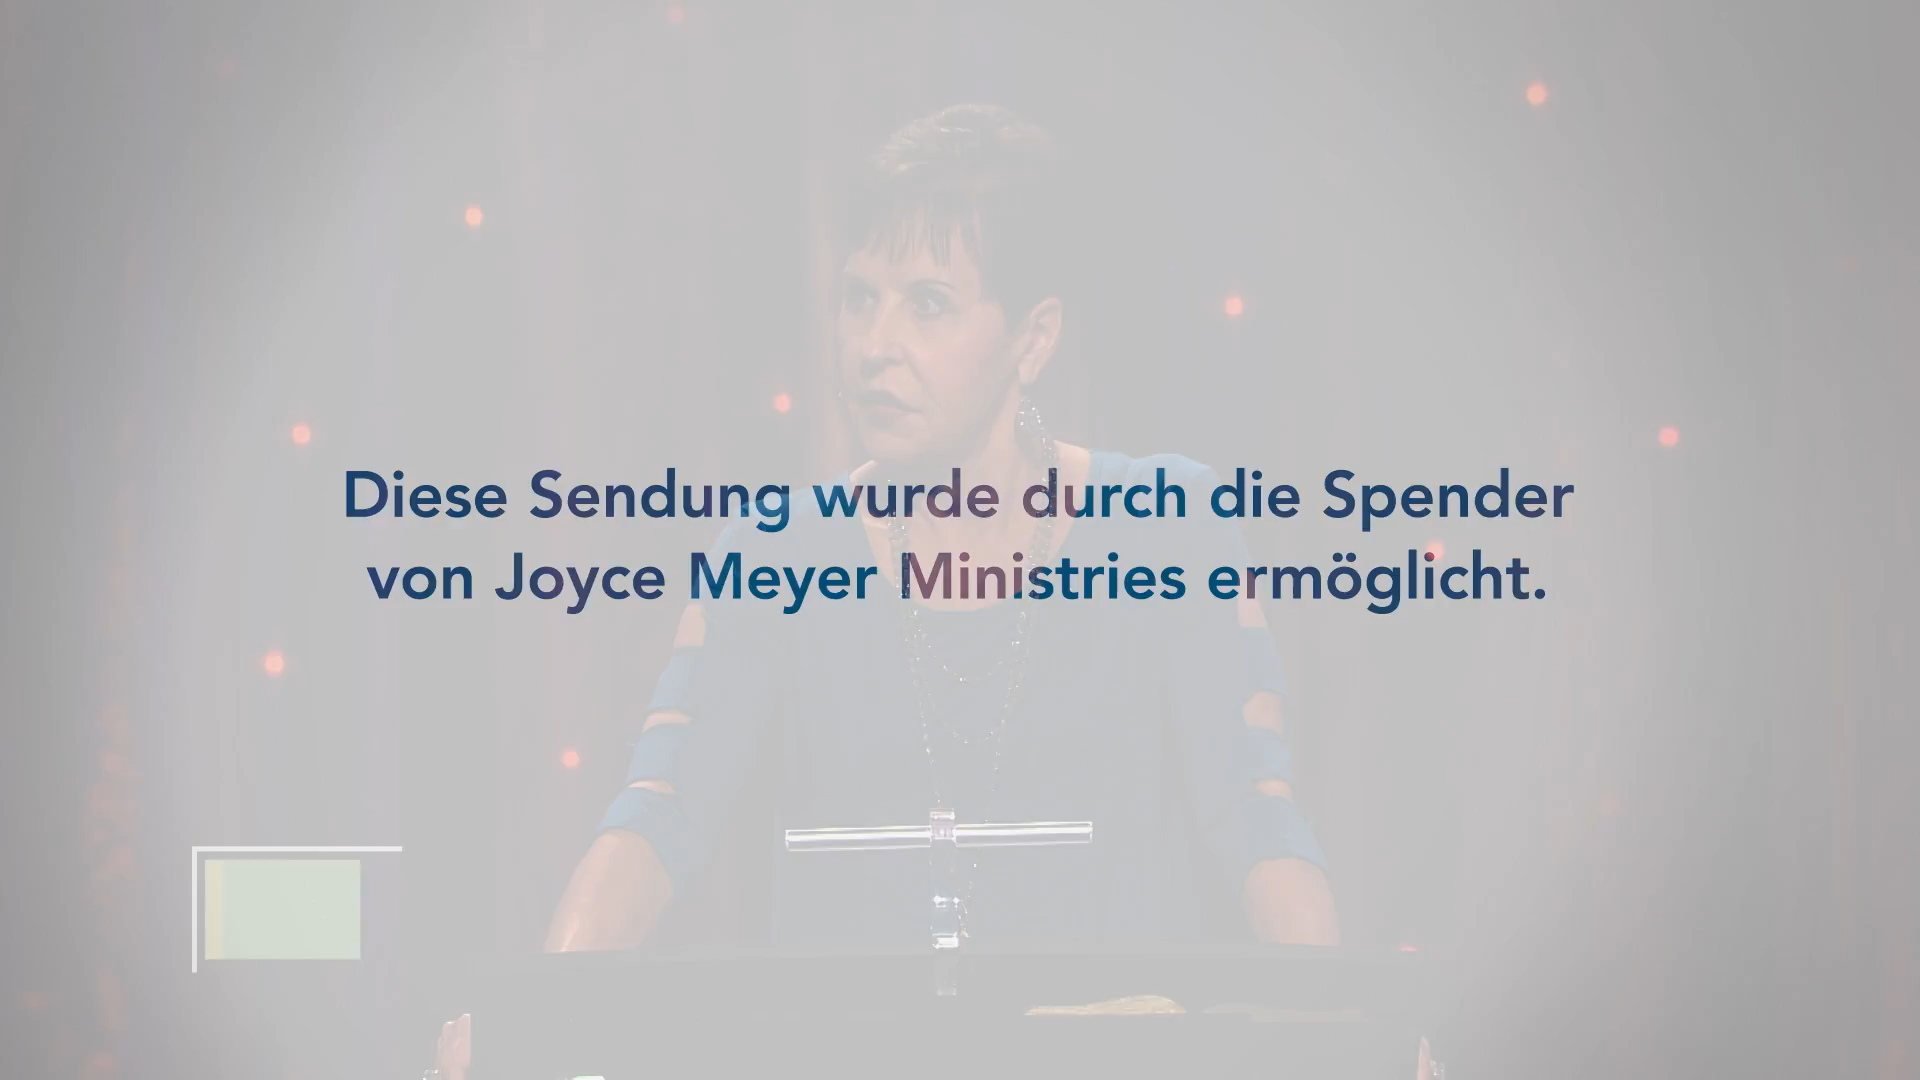 Diese Sendung wurde durch die Spender
von Joyce Meyer Ministries ermöglicht.